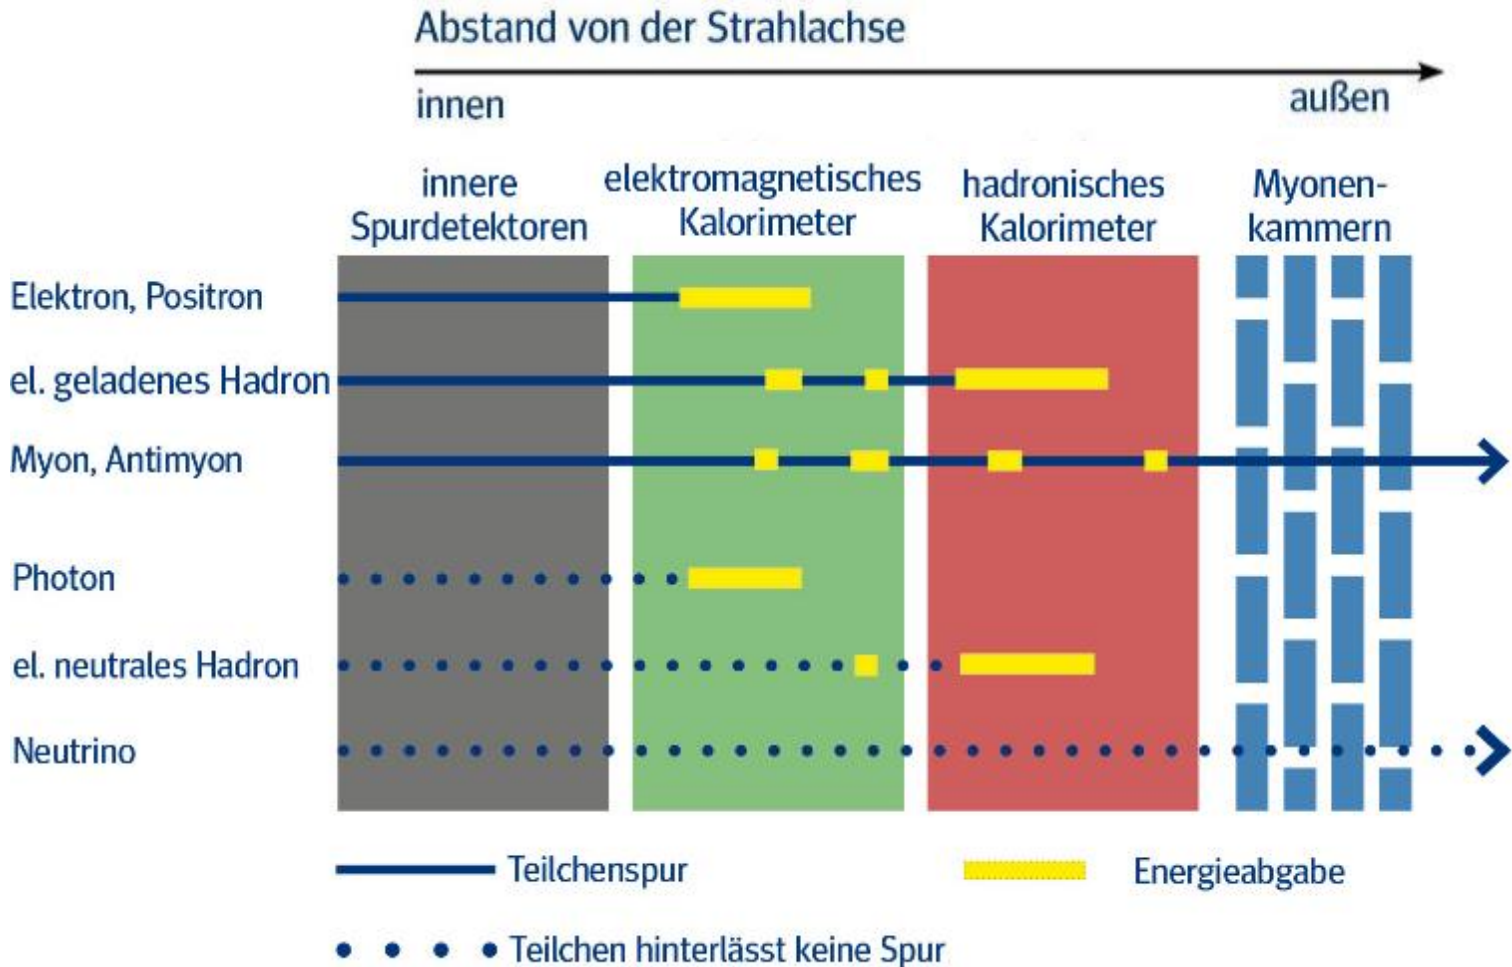 Abstand von der Strahlachse
innen
außen
innere
Spurdetektoren
elektromagnetisches
Kalorimeter
hadronisches
Kalorimeter
Myonen-
kammern
Elektron, Positron
el. geladenes Hadron
Myon, Antimyon
Photon
el. neutrales Hadron
Neutrino
Teilchenspur
Energieabgabe
Teilchen hinterlässt keine Spur